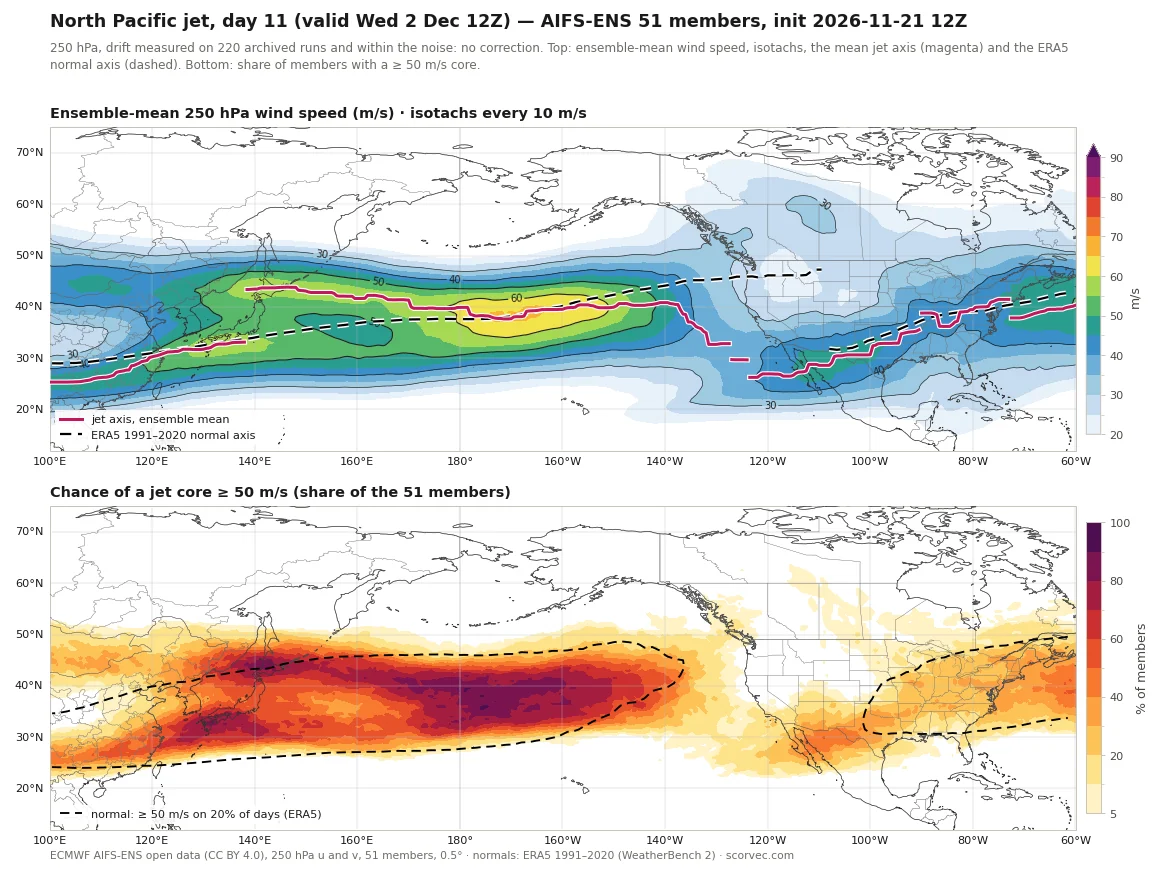 North Pacific jet, day 11 (valid Wed 2 Dec 12Z) — AIFS-ENS 51 members, init 2026-11-21 12Z
250 hPa, drift measured on 220 archived runs and within the noise: no correction. Top: ensemble-mean wind speed, isotachs, the mean jet axis (magenta) and the ERA5
normal axis (dashed). Bottom: share of members with a ≥ 50 m/s core.
Ensemble-mean 250 hPa wind speed (m/s) · isotachs every 10 m/s
70°N
60°N
50°N
40°N
30°N
20°N
30
50
40
60
30
30
40
30
jet axis, ensemble mean
ERA5 1991–2020 normal axis
100°E 120°E 140°E 160°E 180° 160°W 140°W 120°W 100°W 80°W 60°W
90
80
70
60
50
40
30
20
m/s
Chance of a jet core ≥ 50 m/s (share of the 51 members)
70°N
60°N
50°N
40°N
30°N
20°N
normal: ≥ 50 m/s on 20% of days (ERA5)
100°E 120°E 140°E 160°E 180° 160°W 140°W 120°W 100°W 80°W 60°W
100
80
60
40
20
5
% of members
ECMWF AIFS-ENS open data (CC BY 4.0), 250 hPa u and v, 51 members, 0.5° · normals: ERA5 1991–2020 (WeatherBench 2) · scorvec.com